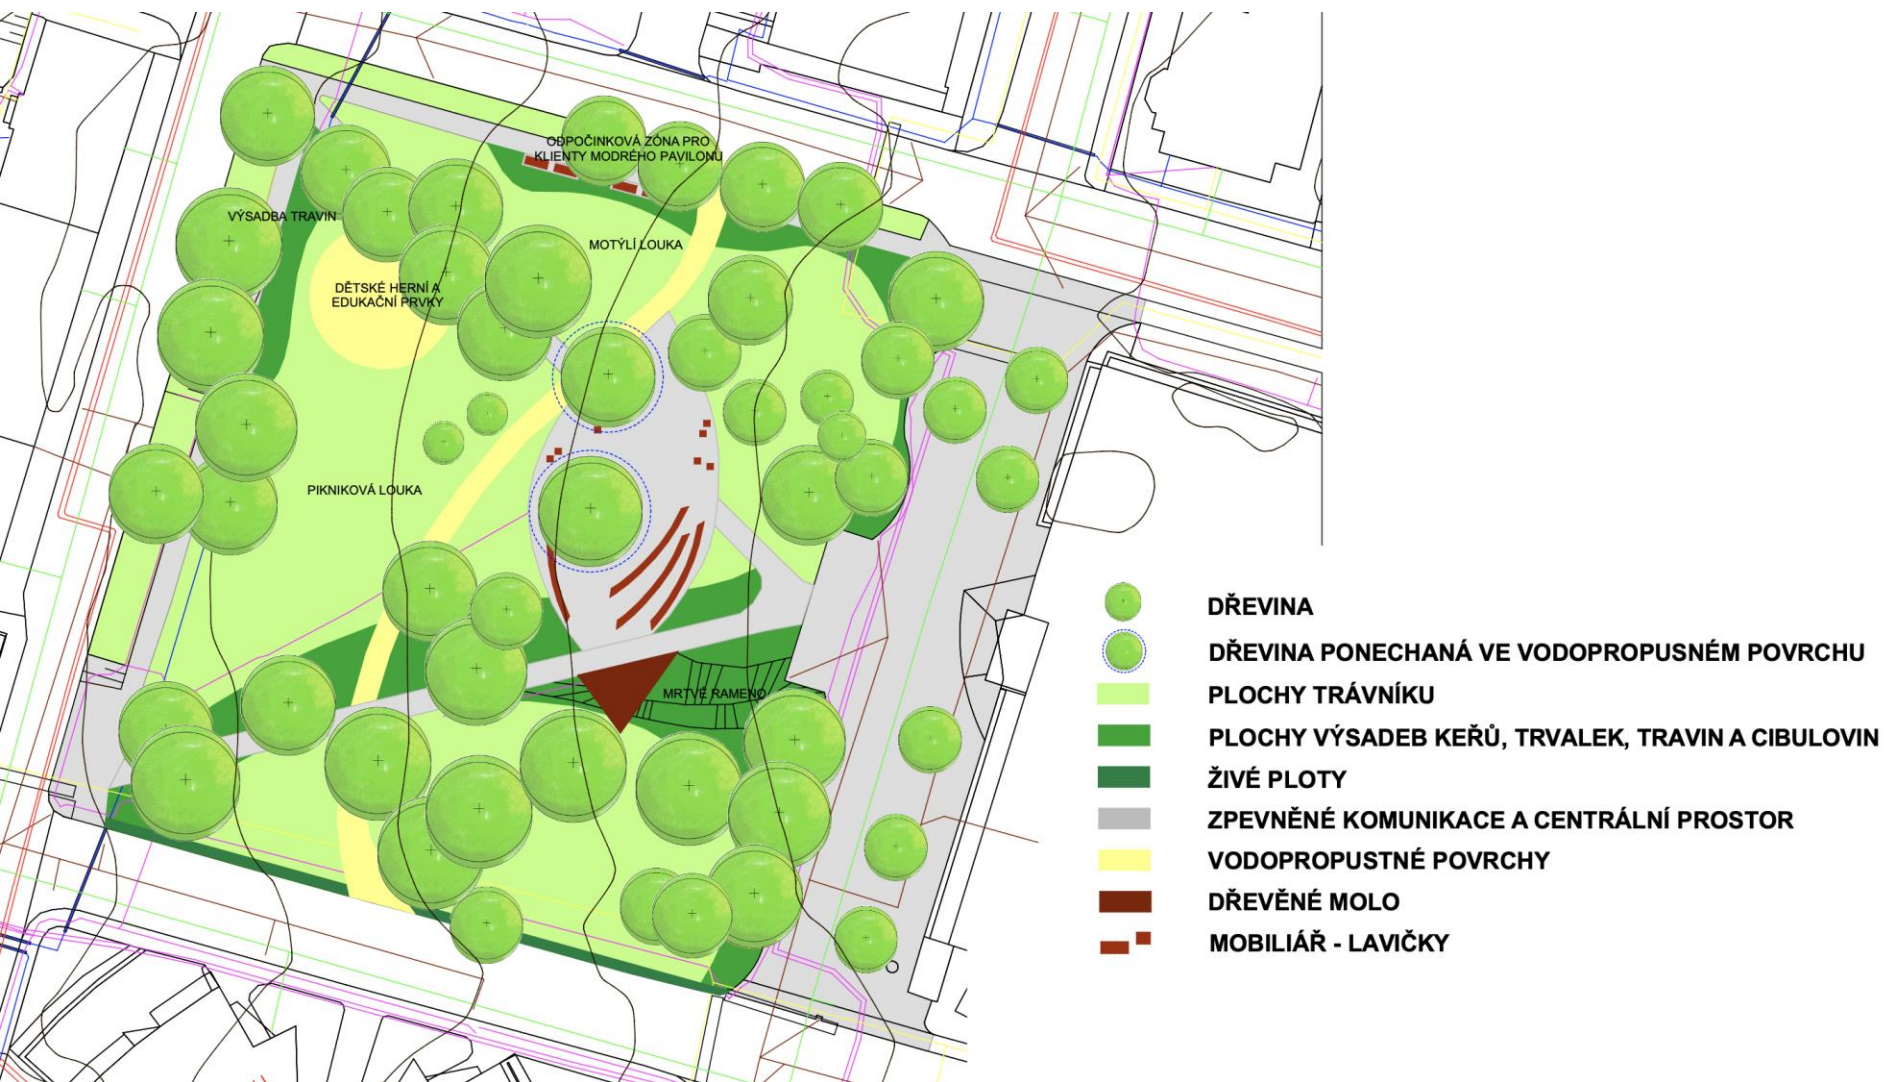 ODPOČINKOVÁ ZÓNA PRO
KLIENTY MODRÉHO PAVILONU
VÝSADBA TRAVIN
MOTÝLÍ LOUKA
DĚTSKÉ HERNÍ A
EDUKAČNÍ PRVKY
PIKNIKOVÁ LOUKA
MRTVÉ RAMENO
DŘEVINA
DŘEVINA PONECHANÁ VE VODOPROPUSNÉM POVRCHU
PLOCHY TRÁVNÍKU
PLOCHY VÝSADEB KEŘŮ, TRVALEK, TRAVIN A CIBULOVIN
ŽIVÉ PLOTY
ZPEVNĚNÉ KOMUNIKACE A CENTRÁLNÍ PROSTOR
VODOPROPUSTNÉ POVRCHY
DŘEVĚNÉ MOLO
MOBILIÁŘ - LAVIČKY